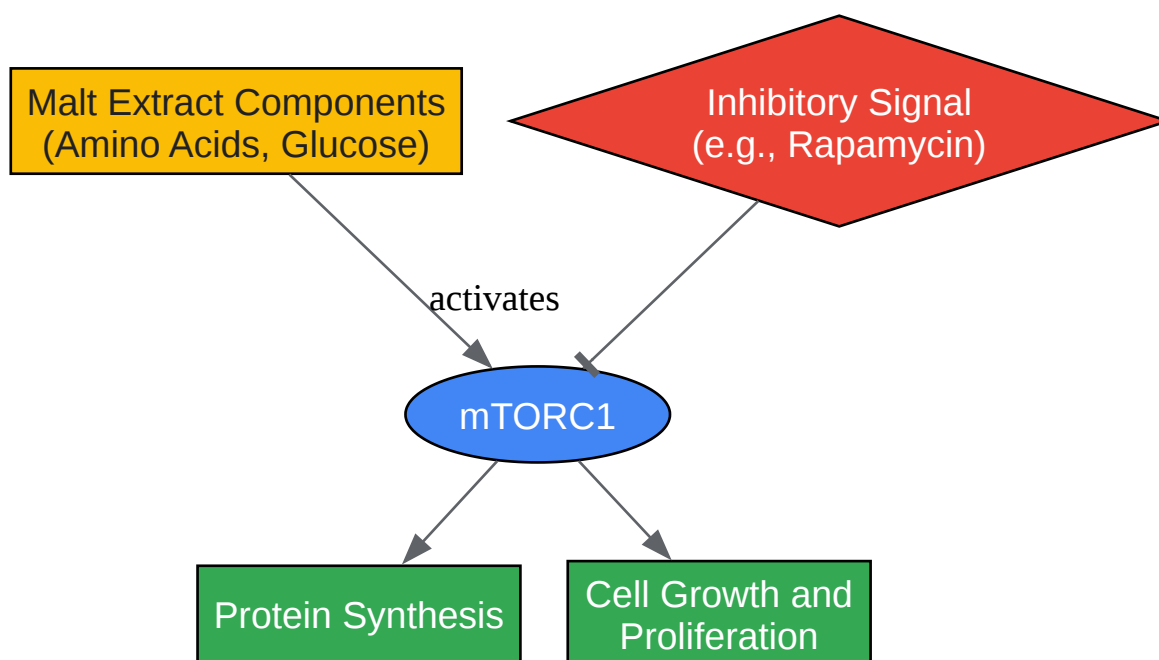 Malt Extract Components
(Amino Acids, Glucose)
Inhibitory Signal
(e.g., Rapamycin)
activates
mTORC1
Protein Synthesis
Cell Growth and
Proliferation